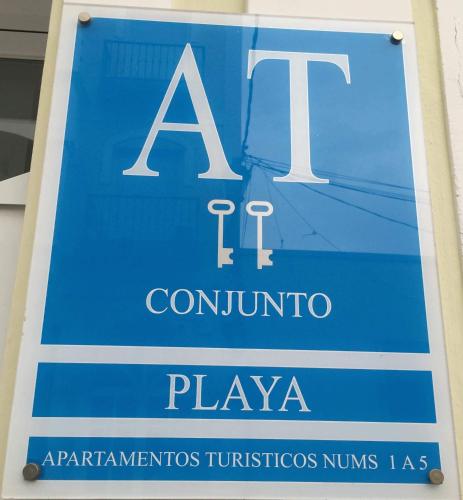 AT
CONJUNTO
PLAYA
APARTAMENTOS TURISTICOS NUMS 1 A 5